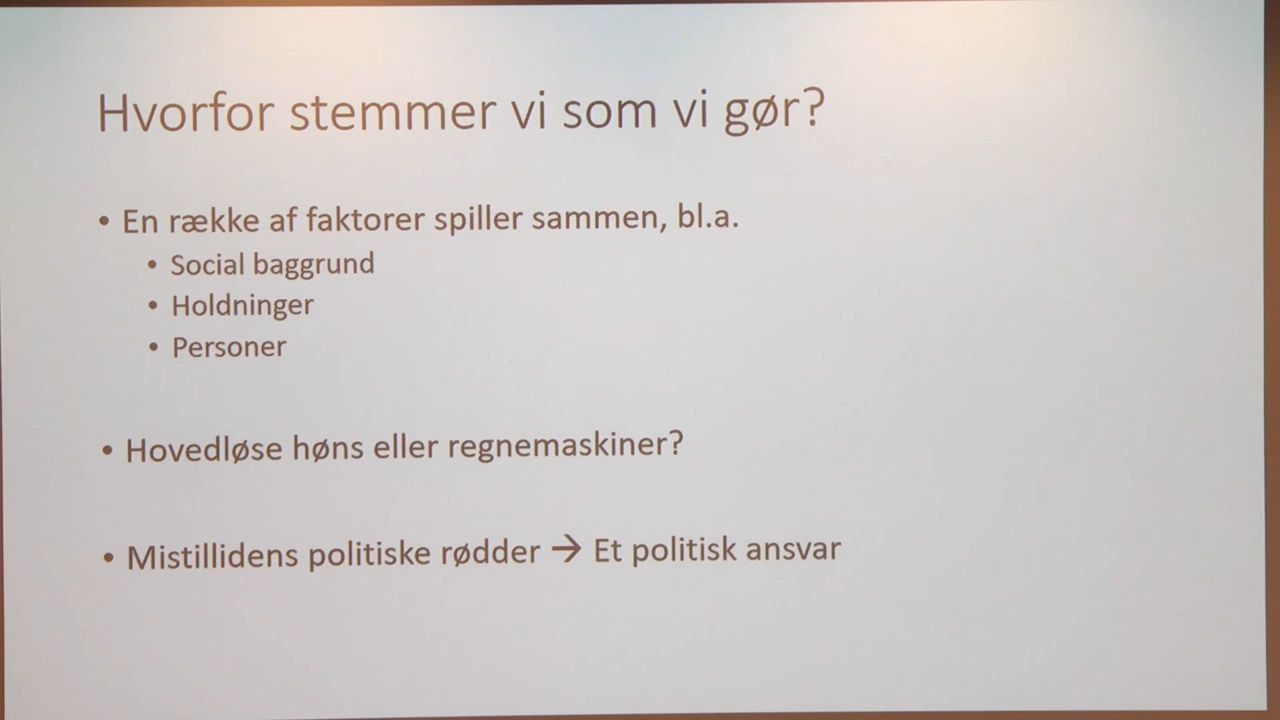 Hvorfor stemmer vi som vi gør?
• En række af faktorer spiller sammen, bl.a.
• Social baggrund
• Holdninger
• Personer
• Hovedløse høns eller regnemaskiner?
• Mistillidens politiske rødder → Et politisk ansvar